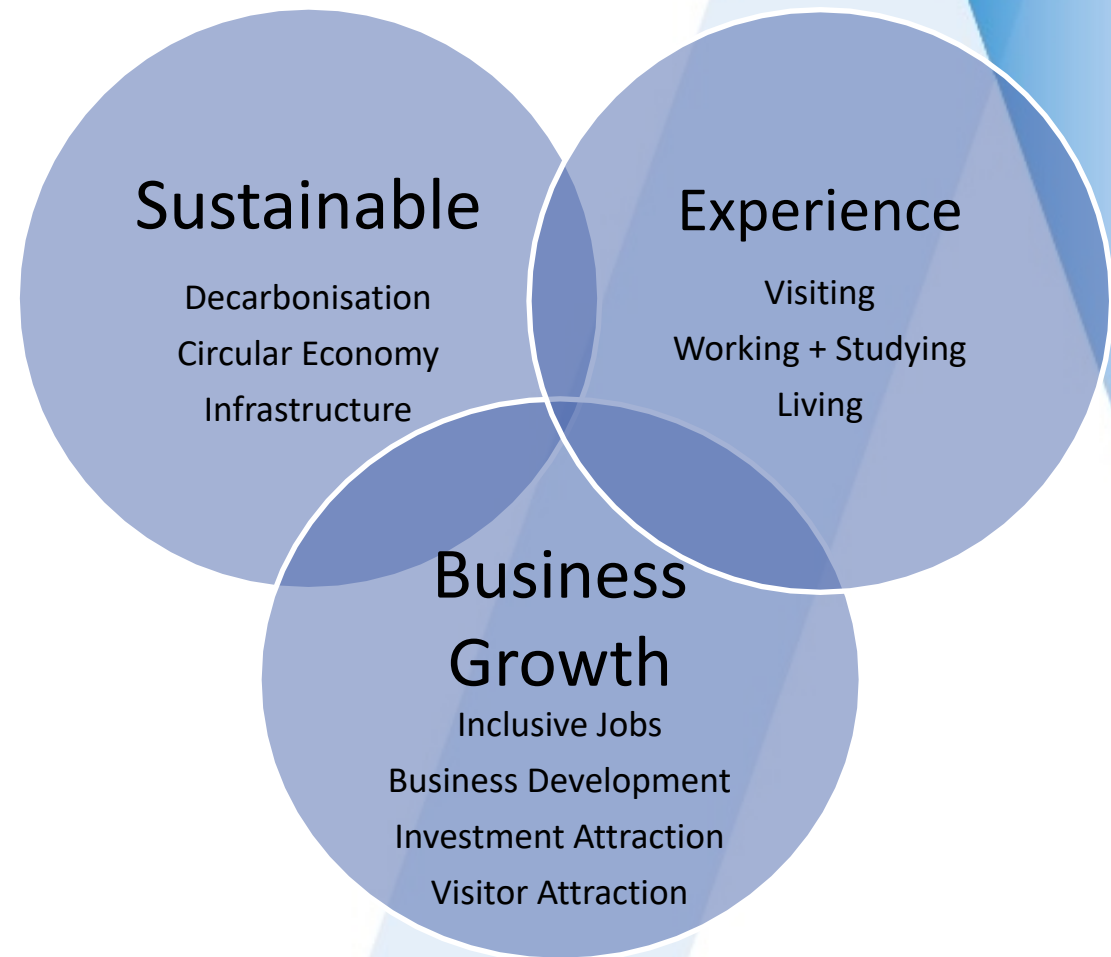 Sustainable
Decarbonisation
Circular Economy
Infrastructure
Experience
Visiting
Working + Studying
Living
Business
Growth
Inclusive Jobs
Business Development
Investment Attraction
Visitor Attraction